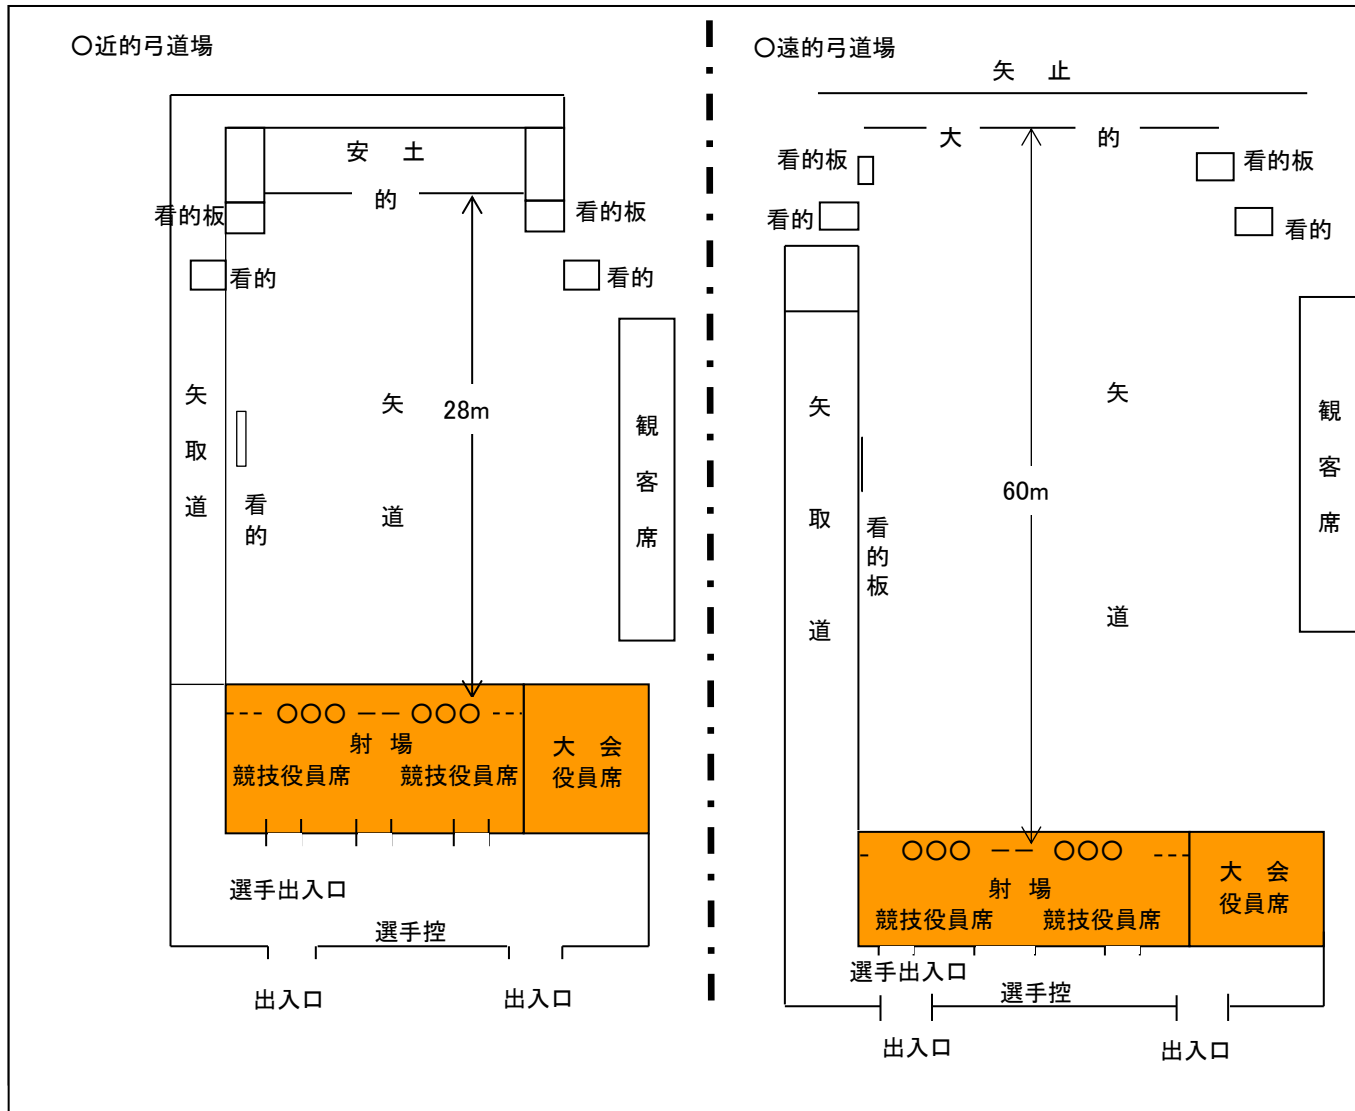 〇近的弓道場
安 土
的
看的板
看的板
看的
看的
矢取道
看的
矢道
28m
観客席
〇〇〇 ―― 〇〇〇
射 場
競技役員席 競技役員席
大 会
役員席
選手出入口
選手控
出入口 出入口
〇遠的弓道場
矢 止
大 的
看的板
看的板
看的
看的
矢取道
看的板
矢道
60m
観客席
〇〇〇 ―― 〇〇〇
射 場
競技役員席 競技役員席
大 会
役員席
選手出入口
選手控
出入口 出入口